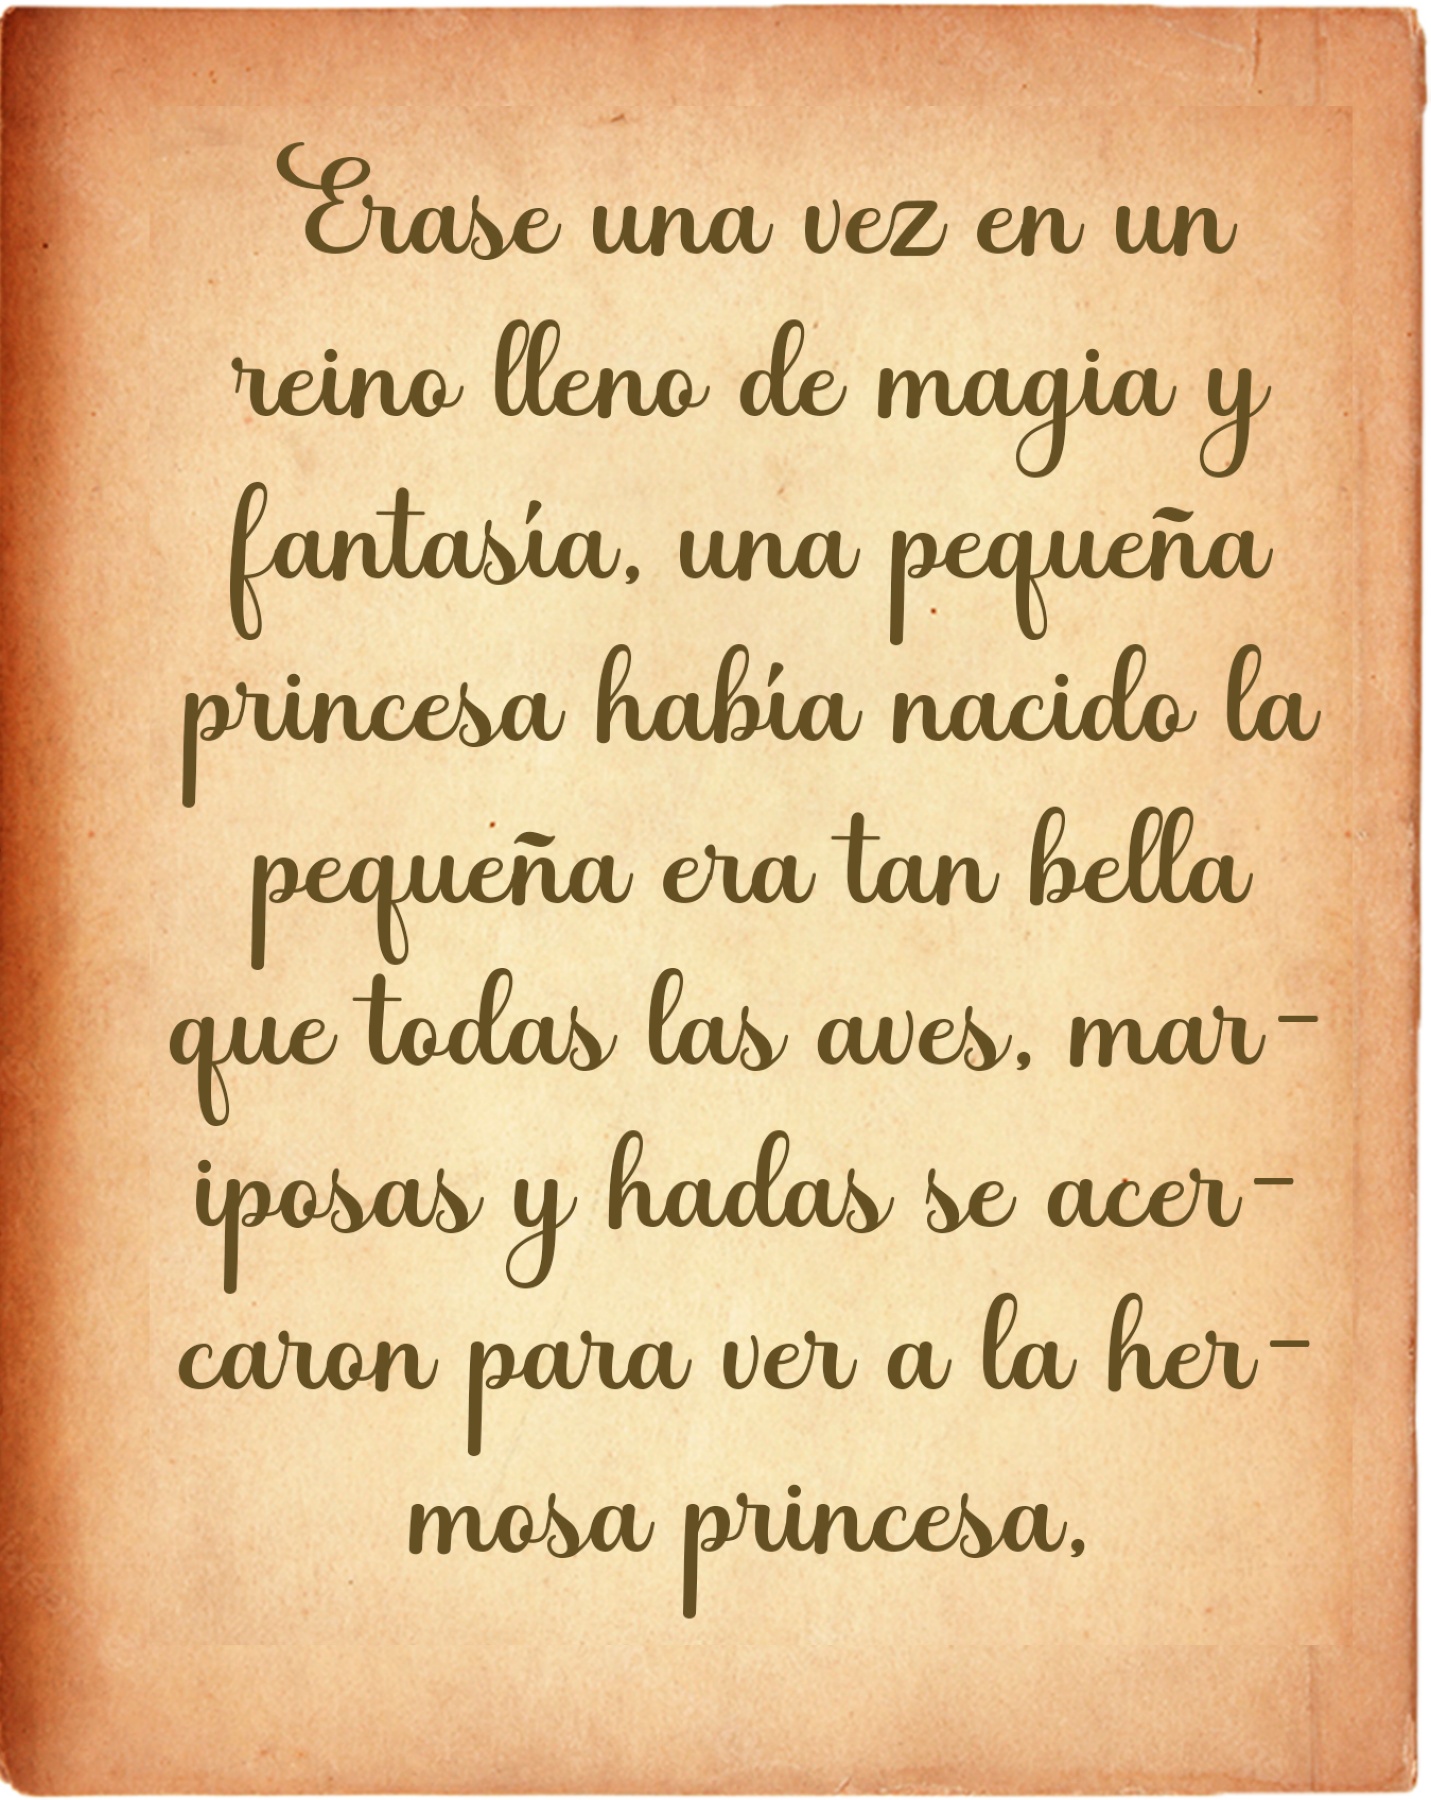 Erase una vez en un
reino lleno de magia y
fantasía, una pequeña
princesa había nacido la
pequeña era tan bella
que todas las aves, mar-
iposas y hadas se acer-
caron para ver a la her-
mosa princesa,